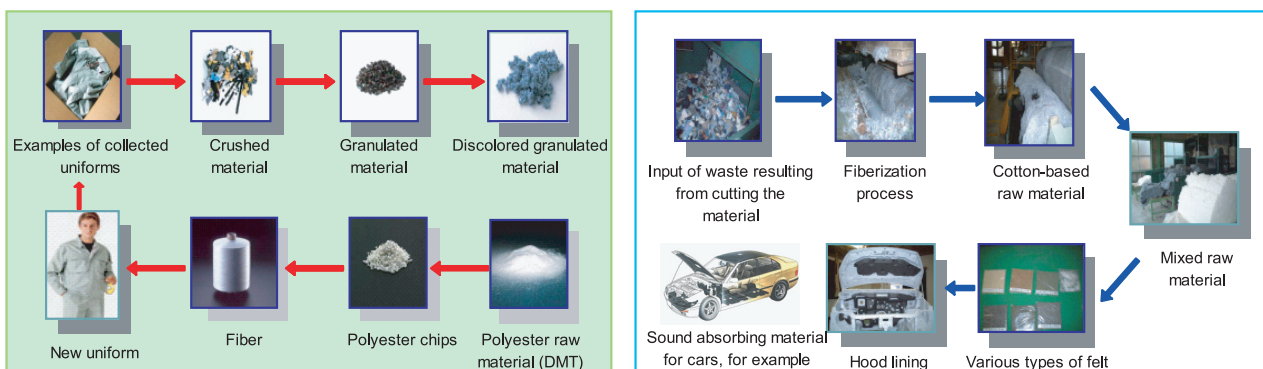 Examples of collected
uniforms
Crushed
material
Granulated
material
Discolored granulated
material
New uniform
Fiber
Polyester chips
Polyester raw
material (DMT)
Input of waste resulting
from cutting the
material
Fiberization
process
Cotton-based
raw material
Mixed raw
material
Sound absorbing material
for cars, for example
Hood lining
Various types of felt